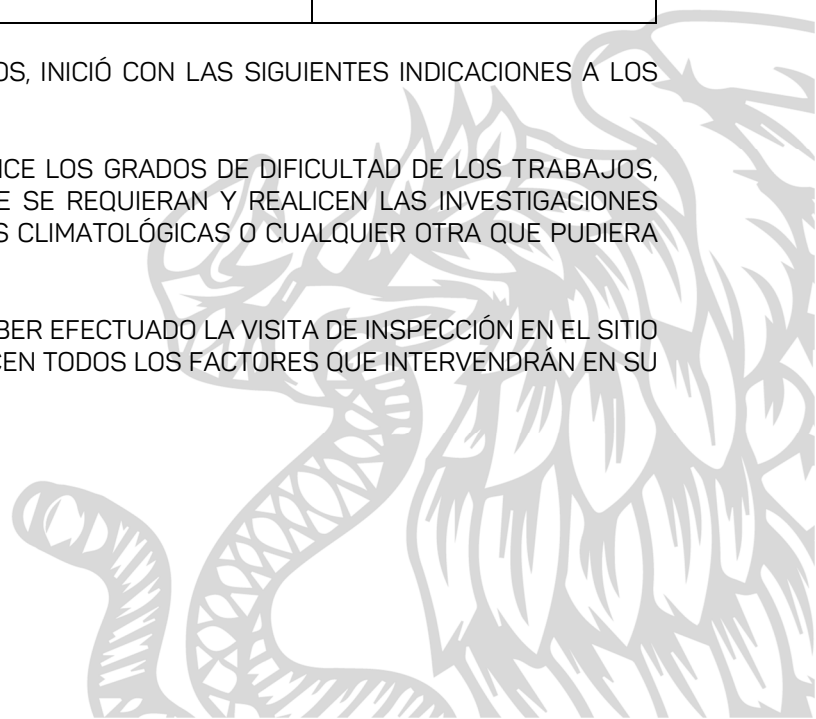 OS, INICIÓ CON LAS SIGUIENTES INDICACIONES A LOS
ICE LOS GRADOS DE DIFICULTAD DE LOS TRABAJOS,
E SE REQUIERAN Y REALICEN LAS INVESTIGACIONES
S CLIMATOLÓGICAS O CUALQUIER OTRA QUE PUDIERA
BER EFECTUADO LA VISITA DE INSPECCIÓN EN EL SITIO
CEN TODOS LOS FACTORES QUE INTERVENDRÁN EN SU